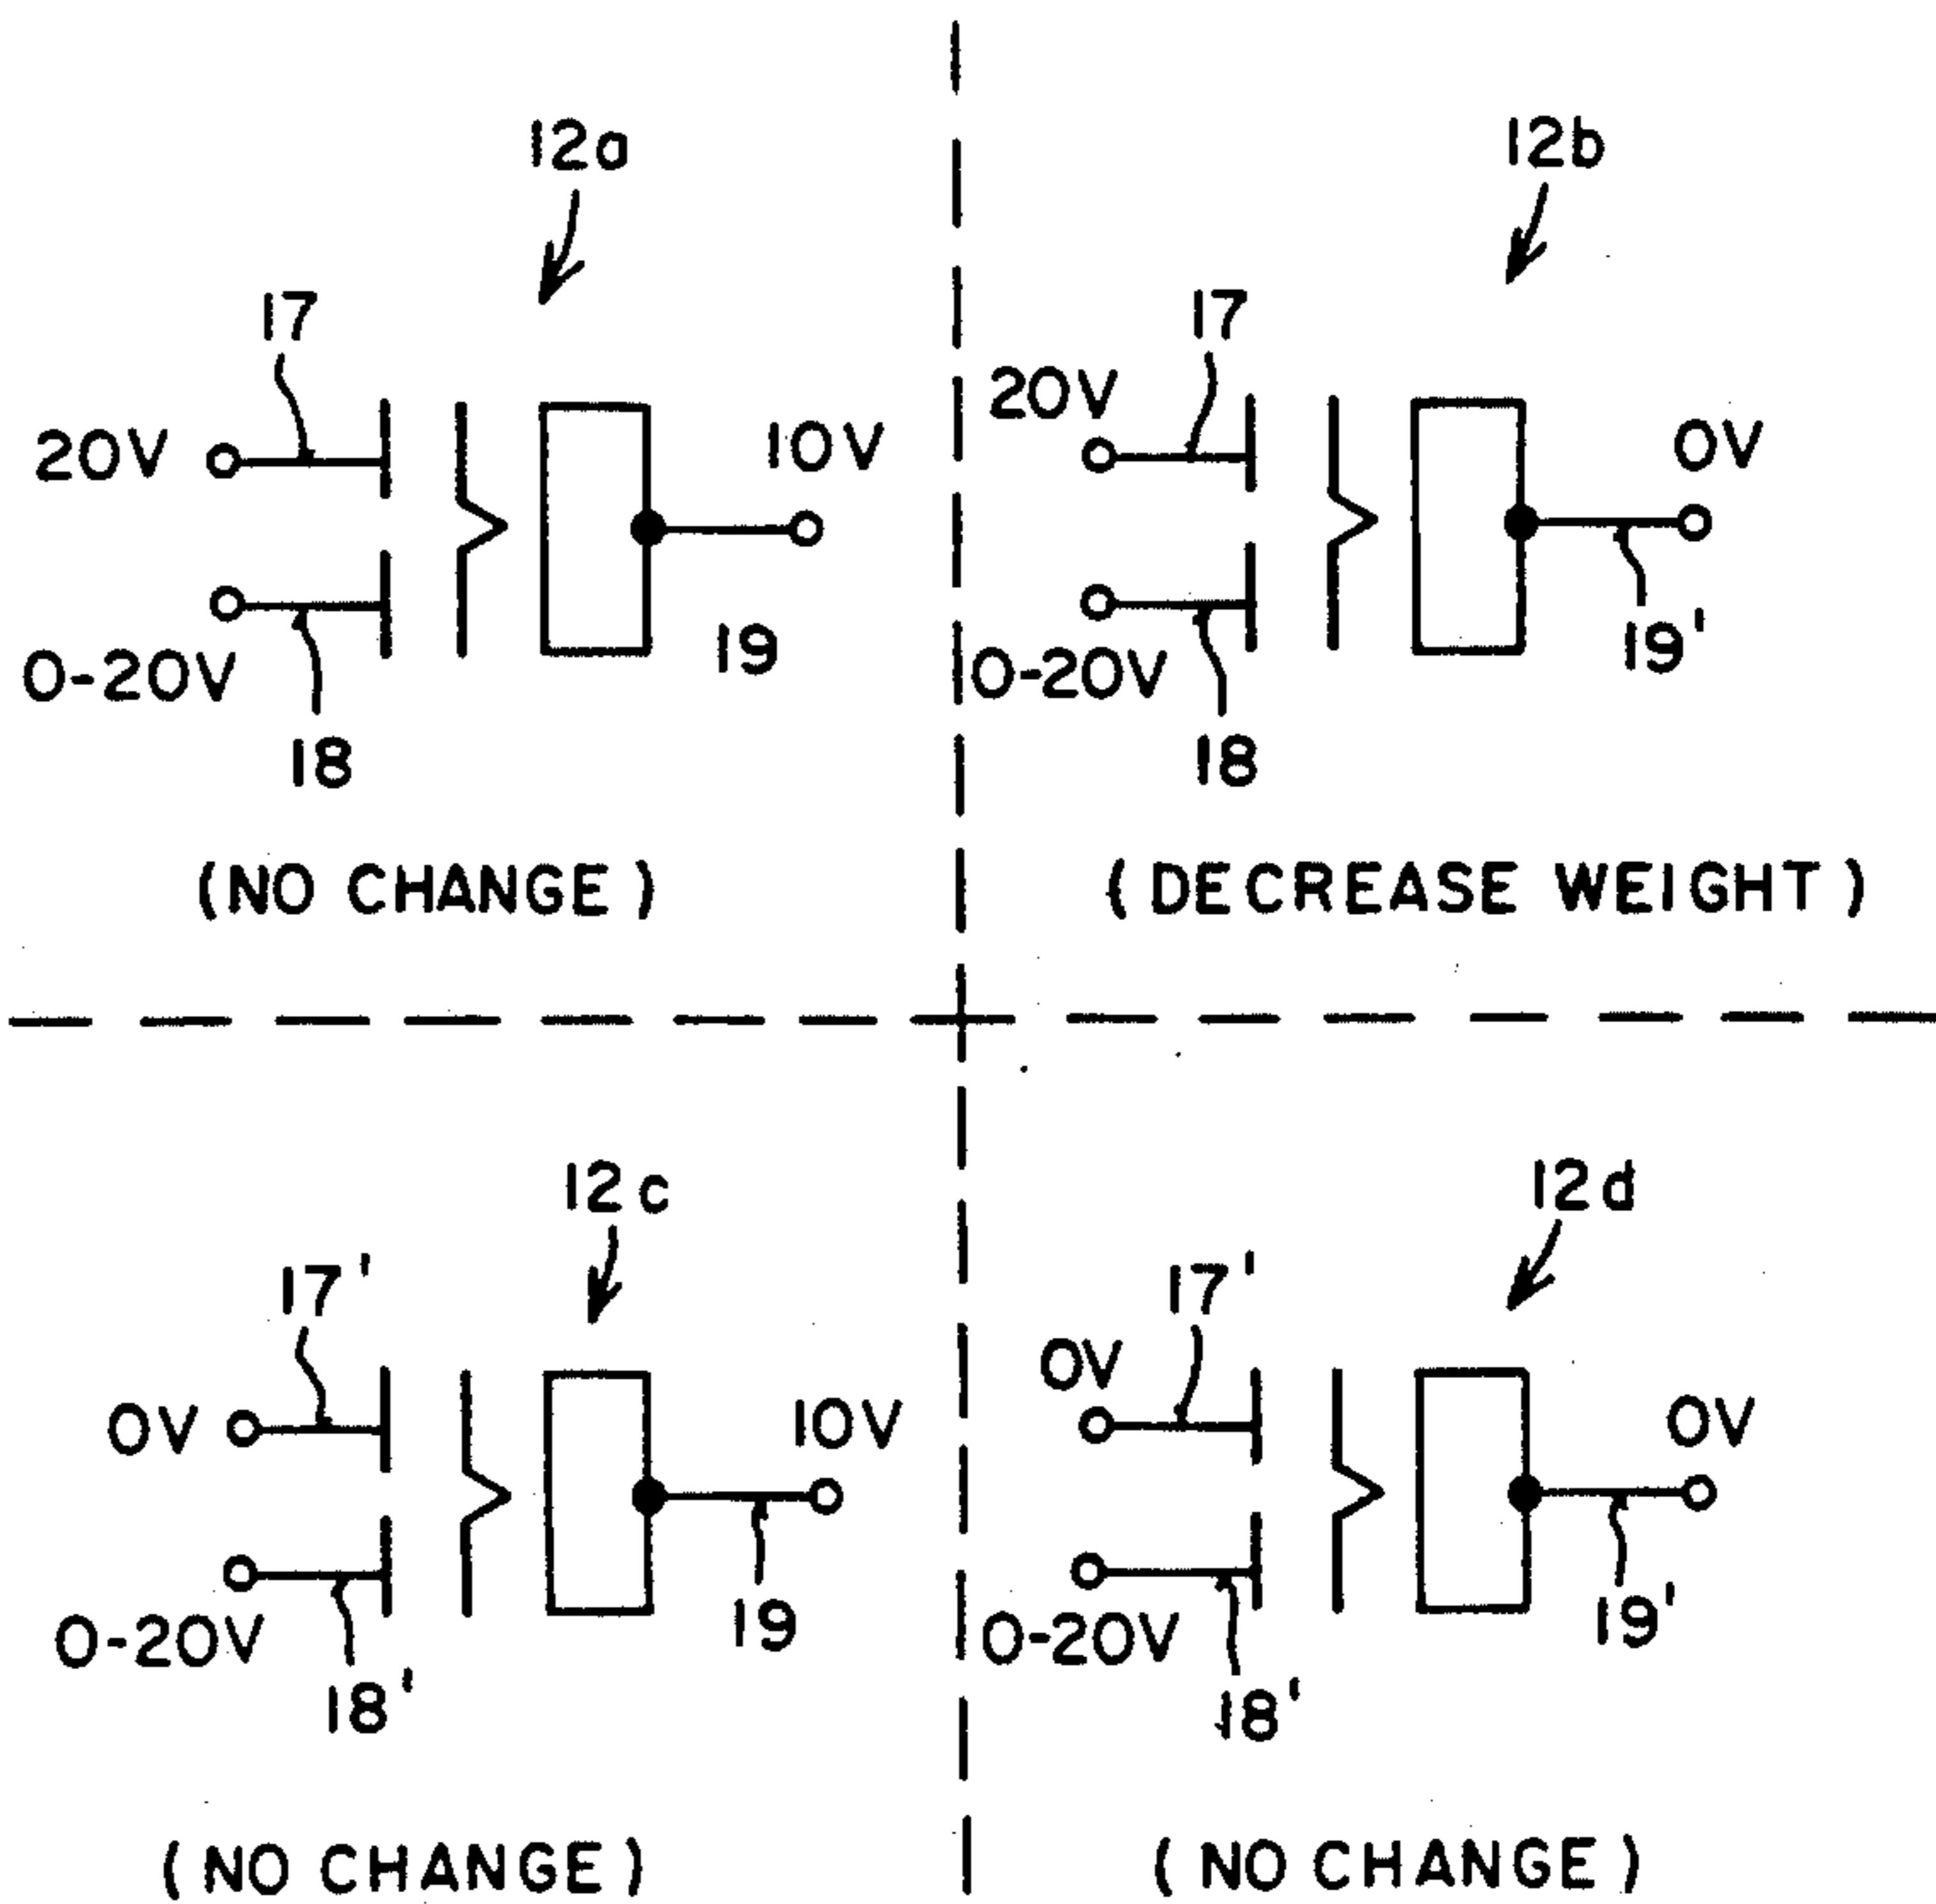 12a
17
20V
10V
0-20V
19
18
(NO CHANGE)
12b
17
20V
0V
0-20V
19'
18
(DECREASE WEIGHT)
12c
17'
0V
10V
0-20V
19
18'
(NO CHANGE)
12d
17'
0V
0V
0-20V
19'
18'
(NO CHANGE)